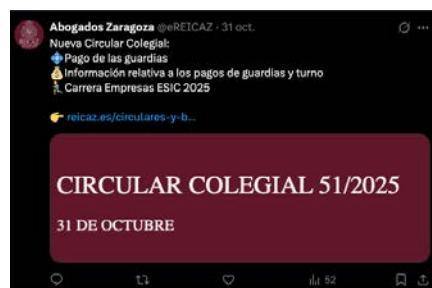 Abogados Zaragoza @eREICAZ · 31 oct.
Nueva Circular Colegial:
💠Pago de las guardias
💰Información relativa a los pagos de guardias y turno
🏃Carrera Empresas ESIC 2025
👉 reicaz.es/circulares-y-b...
CIRCULAR COLEGIAL 51/2025
31 DE OCTUBRE
52